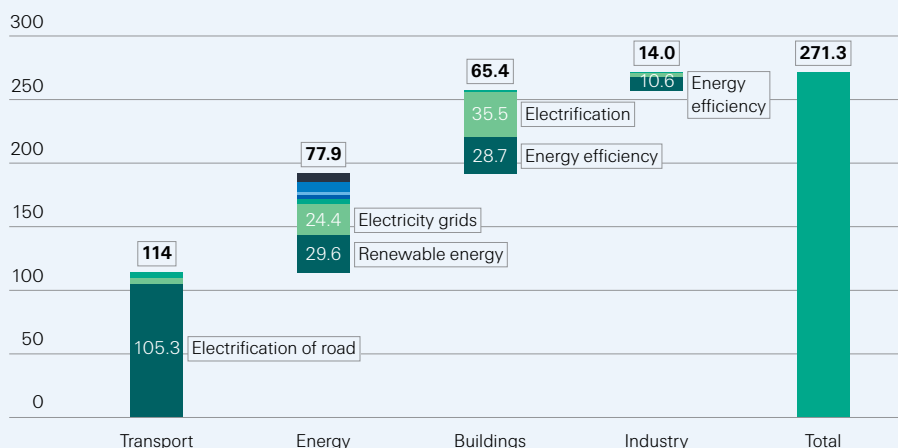 300
250
200
150
100
50
0
114
105.3
Electrification of road
77.9
24.4
Electricity grids
29.6
Renewable energy
65.4
35.5
Electrification
28.7
Energy efficiency
14.0
10.6
Energy
efficiency
271.3
Transport
Energy
Buildings
Industry
Total